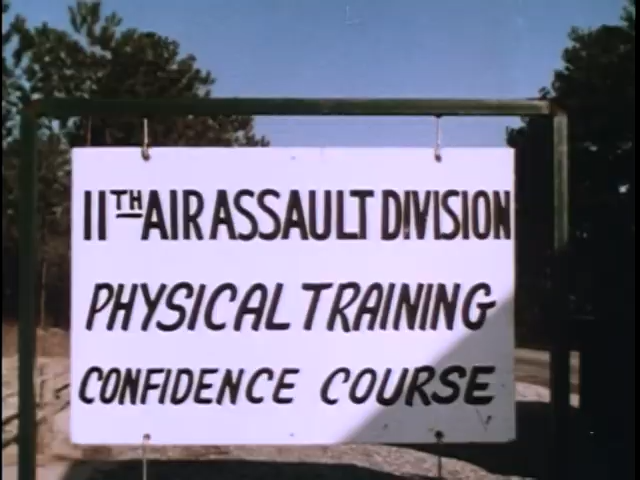 11TH AIR ASSAULT DIVISION
PHYSICAL TRAINING
CONFIDENCE COURSE